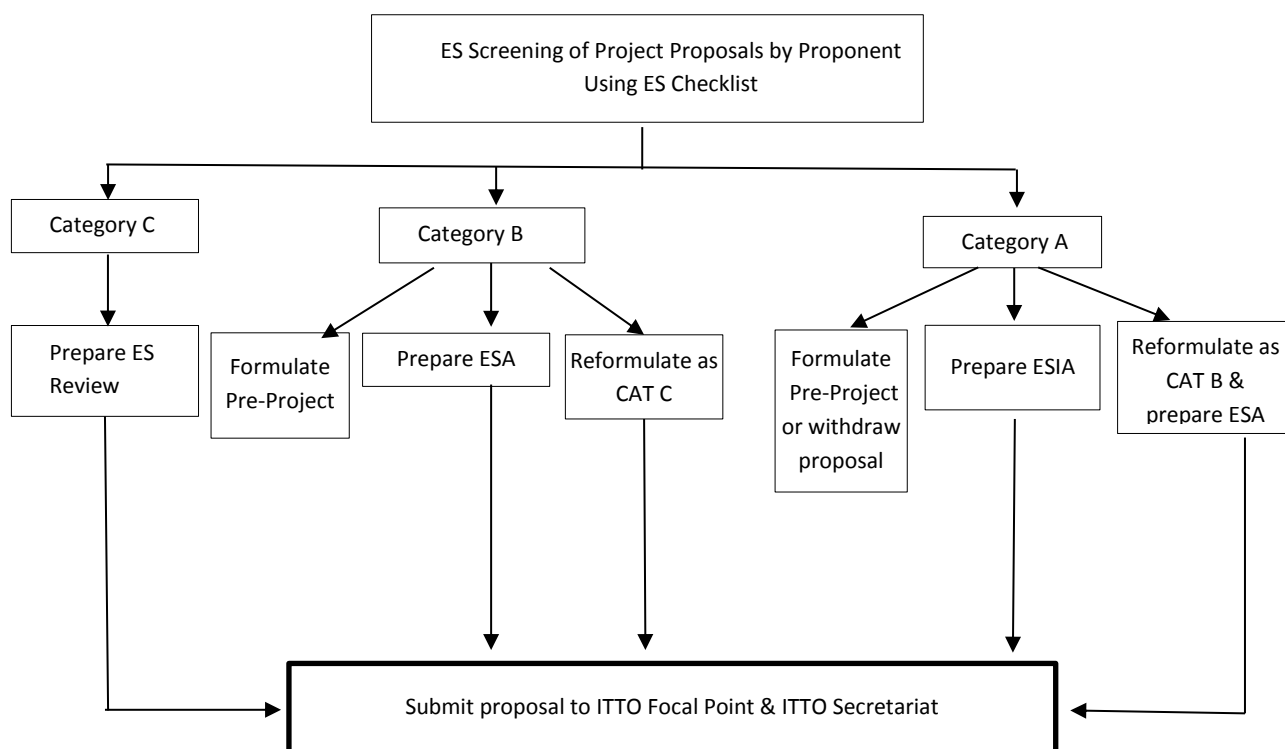 ES Screening of Project Proposals by Proponent
Using ES Checklist
Category C
Category B
Category A
Prepare ES
Review
Formulate
Pre-Project
Prepare ESA
Reformulate as
CAT C
Formulate
Pre-Project
or withdraw
proposal
Prepare ESIA
Reformulate as
CAT B &
prepare ESA
Submit proposal to ITTO Focal Point & ITTO Secretariat